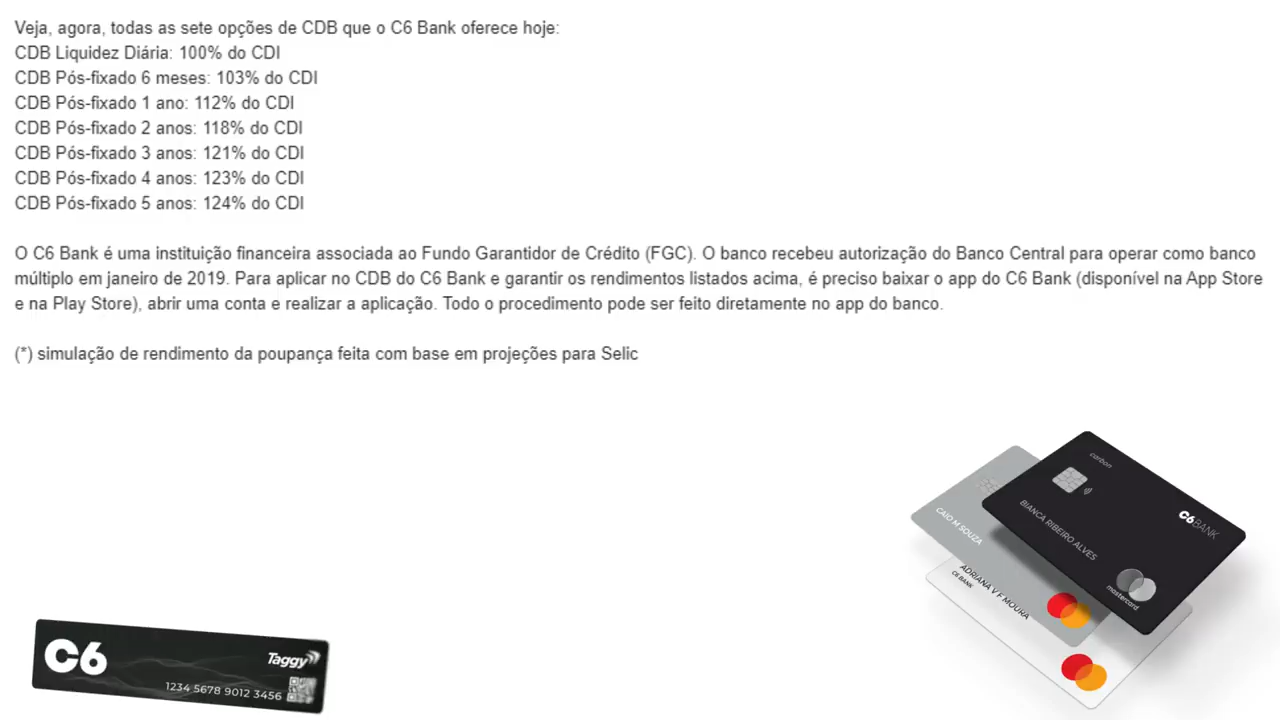 Veja, agora, todas as sete opções de CDB que o C6 Bank oferece hoje:
CDB Liquidez Diária: 100% do CDI
CDB Pós-fixado 6 meses: 103% do CDI
CDB Pós-fixado 1 ano: 112% do CDI
CDB Pós-fixado 2 anos: 118% do CDI
CDB Pós-fixado 3 anos: 121% do CDI
CDB Pós-fixado 4 anos: 123% do CDI
CDB Pós-fixado 5 anos: 124% do CDI
O C6 Bank é uma instituição financeira associada ao Fundo Garantidor de Crédito (FGC). O banco recebeu autorização do Banco Central para operar como banco
múltiplo em janeiro de 2019. Para aplicar no CDB do C6 Bank e garantir os rendimentos listados acima, é preciso baixar o app do C6 Bank (disponível na App Store
e na Play Store), abrir uma conta e realizar a aplicação. Todo o procedimento pode ser feito diretamente no app do banco.
(*) simulação de rendimento da poupança feita com base em projeções para Selic
carbon
C6 BANK
BIANCA RIBEIRO ALVES
mastercard
CAIO M SOUZA
ADRIANA V F MOURA
C6 BANK
C6
Taggy
1234 5678 9012 3456